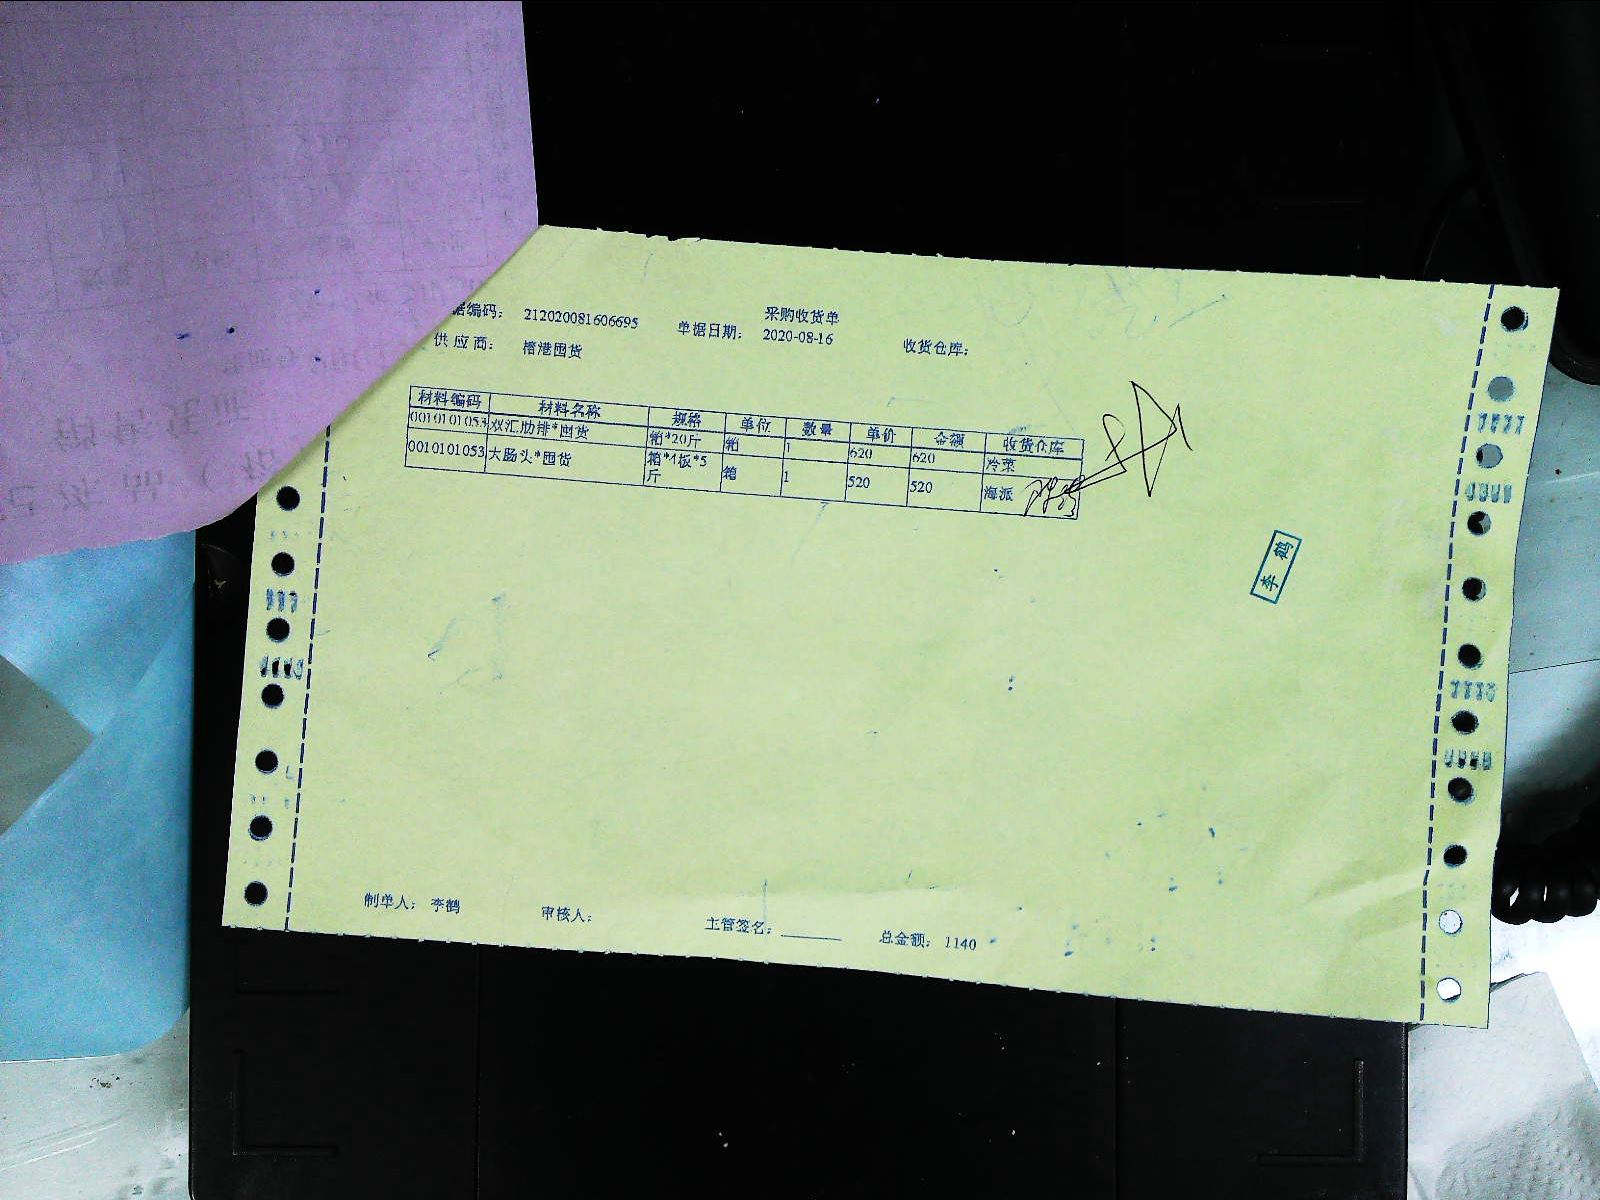 采购收货单
据编码: 212020081606695 单据日期: 2020-08-16 收货仓库:
供应商: 楷港囤货
材料编码 材料名称 规格 单位 数量 单价 金额 收货仓库
0010101053 双汇肋排*囤货 箱*20斤 箱 1 620 620 冷菜
0010101053 大肠头*囤货 箱*4板*5斤 箱 1 520 520 海派
李鹤
制单人: 李鹤 审核人: 主管签名: 总金额: 1140